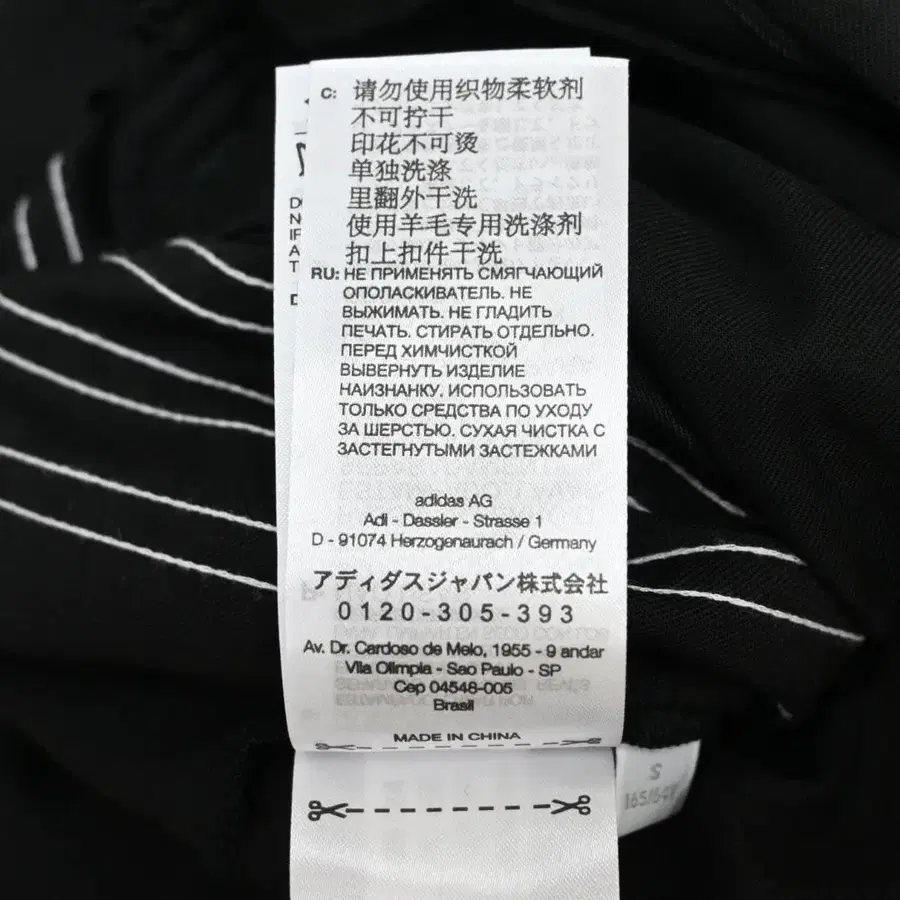 C: 请勿使用织物柔软剂
不可拧干
印花不可烫
单独洗涤
里翻外干洗
使用羊毛专用洗涤剂
扣上扣件干洗
RU: НЕ ПРИМЕНЯТЬ СМЯГЧАЮЩИЙ
ОПОЛАСКИВАТЕЛЬ. НЕ
ВЫЖИМАТЬ. НЕ ГЛАДИТЬ
ПЕЧАТЬ. СТИРАТЬ ОТДЕЛЬНО.
ПЕРЕД ХИМЧИСТКОЙ
ВЫВЕРНУТЬ ИЗДЕЛИЕ
НАИЗНАНКУ. ИСПОЛЬЗОВАТЬ
ТОЛЬКО СРЕДСТВА ПО УХОДУ
ЗА ШЕРСТЬЮ. СУХАЯ ЧИСТКА С
ЗАСТЕГНУТЫМИ ЗАСТЕЖКАМИ
adidas AG
Adi - Dassler - Strasse 1
D - 91074 Herzogenaurach / Germany
アディダスジャパン株式会社
0120-305-393
Av. Dr. Cardoso de Melo, 1955 - 9 andar
Vila Olimpia - Sao Paulo - SP
Cep 04548-005
Brasil
MADE IN CHINA
S